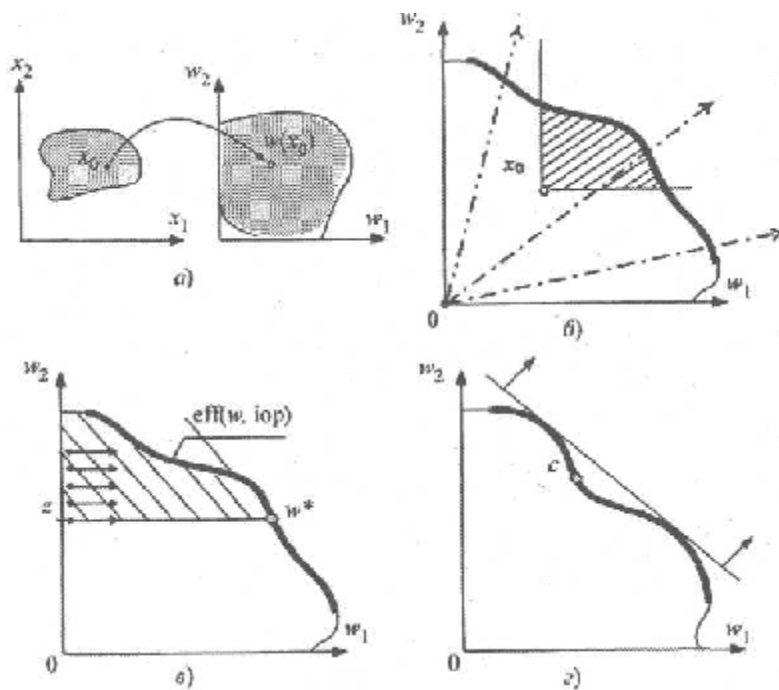 x₂
w₂
x₀
w(x₀)
x₁
w₁
а)
w₂
x₀
w₁
0
б)
w₂
eff(w, iop)
z
w*
w₁
0
в)
w₂
c
w₁
0
г)